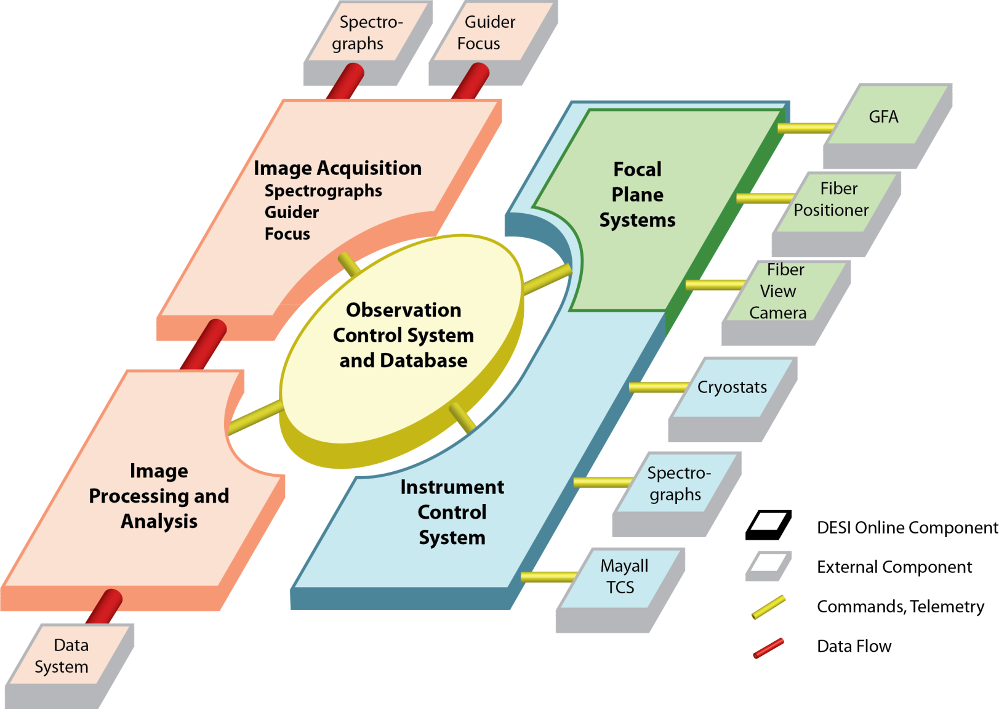 Spectro-
graphs
Guider
Focus
Image Acquisition
Spectrographs
Guider
Focus
Focal
Plane
Systems
GFA
Fiber
Positioner
Fiber
View
Camera
Observation
Control System
and Database
Cryostats
Image
Processing and
Analysis
Instrument
Control
System
Spectro-
graphs
Mayall
TCS
Data
System
DESI Online Component
External Component
Commands, Telemetry
Data Flow